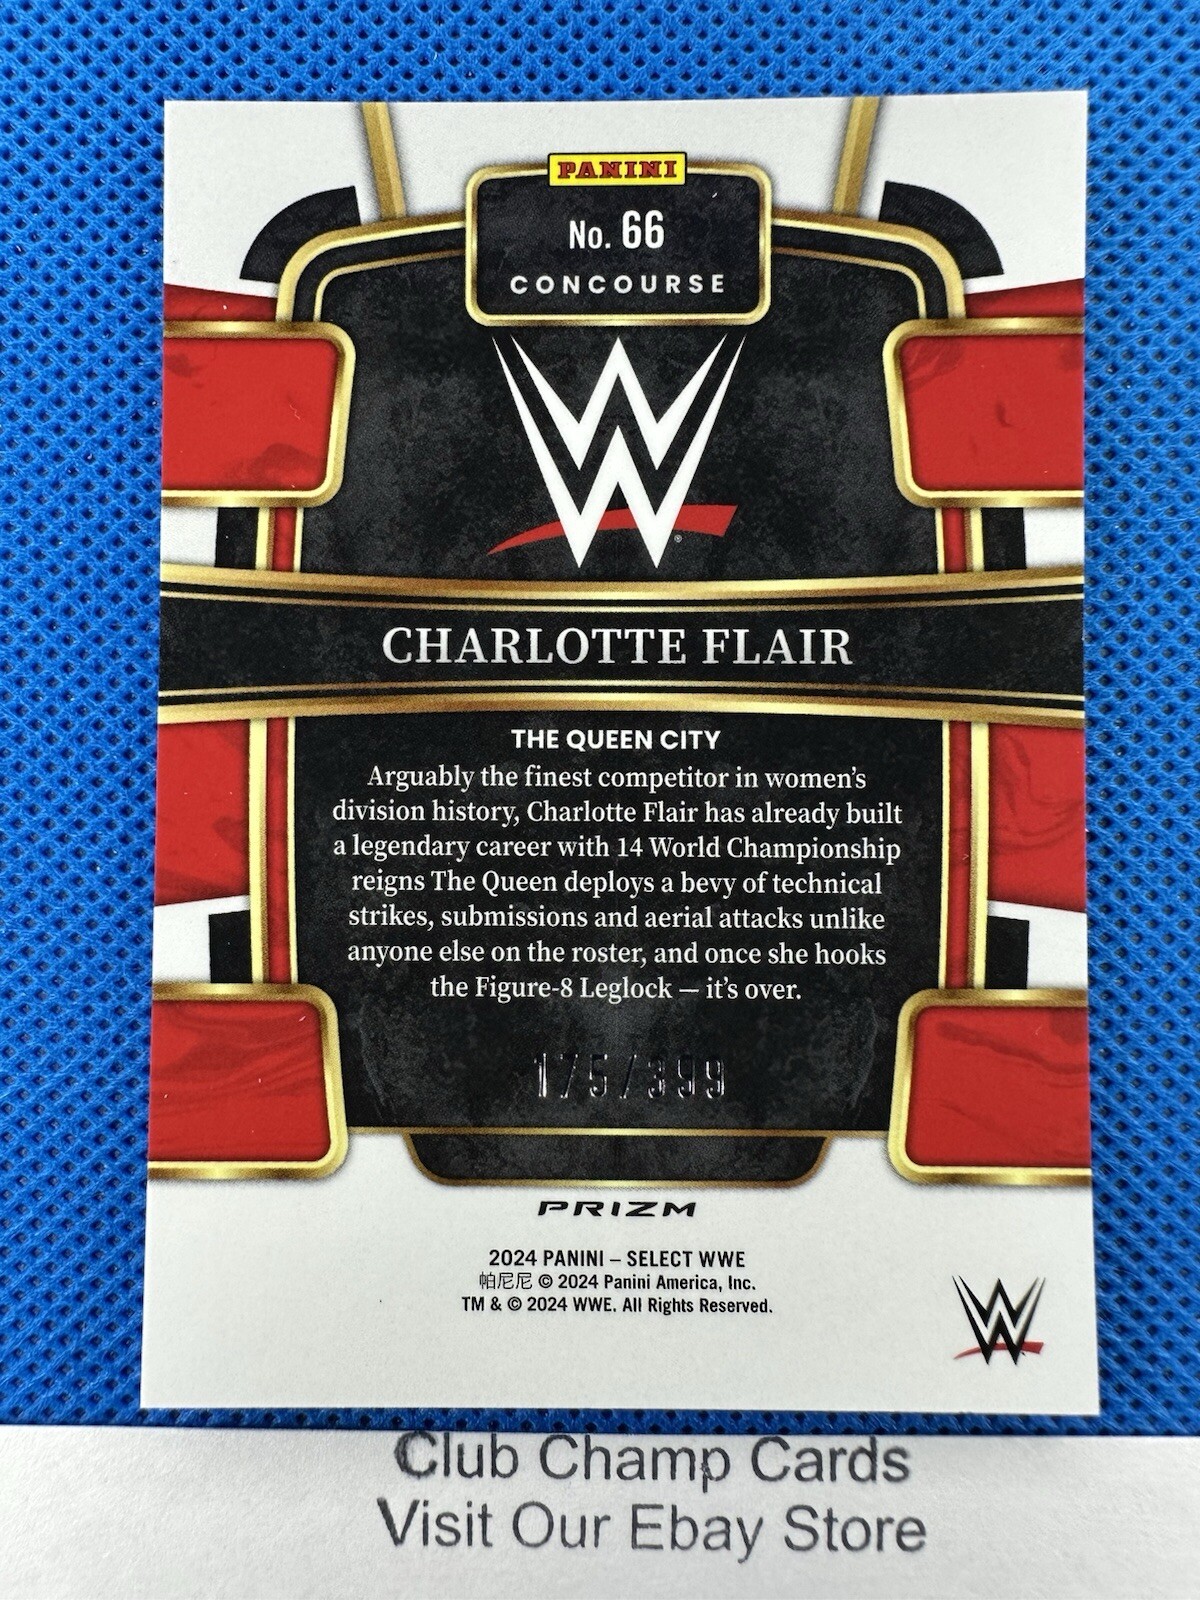 PANINI
No. 66
CONCOURSE
W
®
CHARLOTTE FLAIR
THE QUEEN CITY
Arguably the finest competitor in women's
division history, Charlotte Flair has already built
a legendary career with 14 World Championship
reigns The Queen deploys a bevy of technical
strikes, submissions and aerial attacks unlike
anyone else on the roster, and once she hooks
the Figure-8 Leglock — it's over.
175/399
PRIZM
2024 PANINI – SELECT WWE
帕尼尼 © 2024 Panini America, Inc.
TM & © 2024 WWE. All Rights Reserved.
W
Club Champ Cards
Visit Our Ebay Store